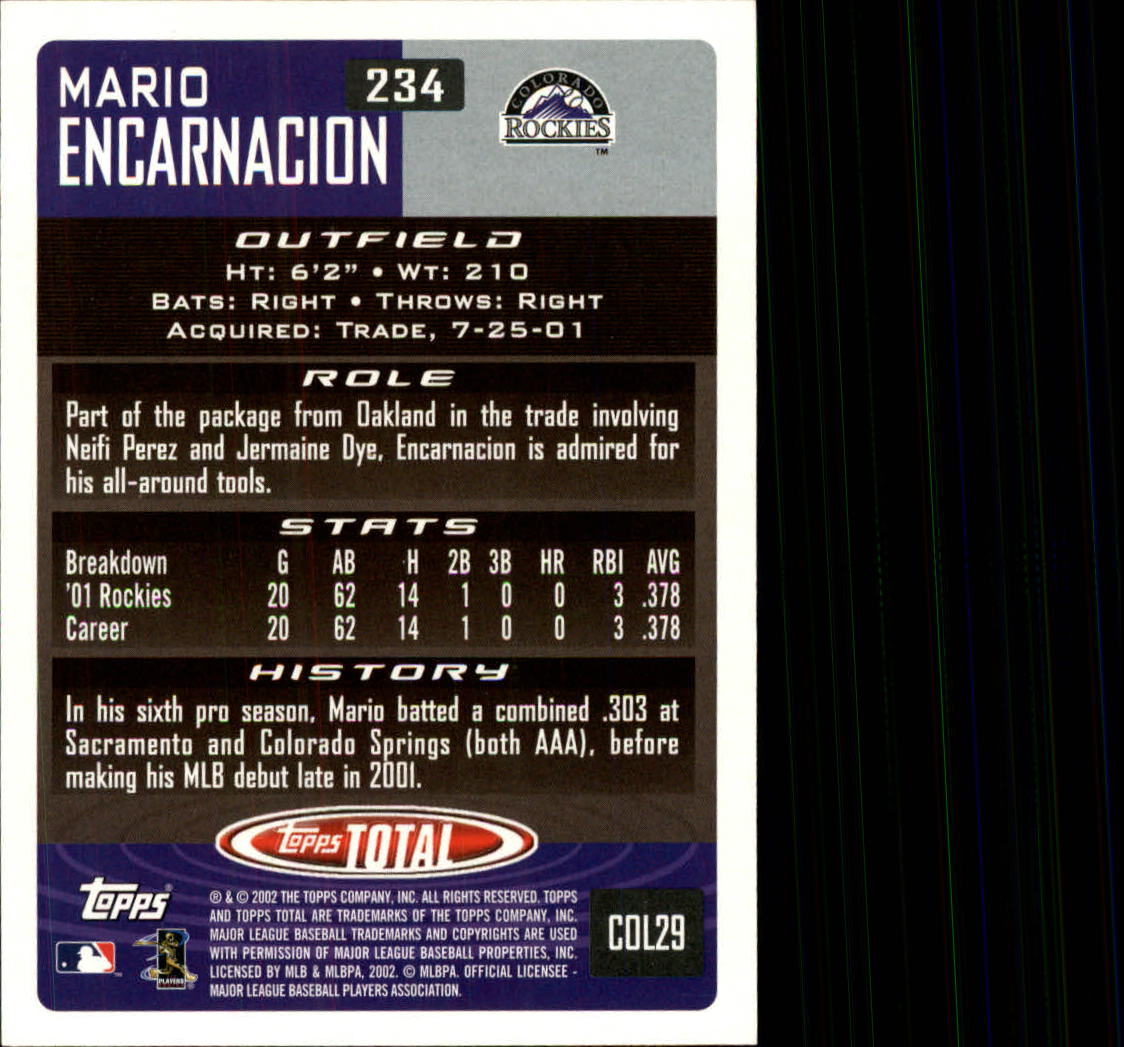 MARIO
234
ENCARNACION
COLORADO
ROCKIES
TM
OUTFIELD
HT: 6'2" • WT: 210
BATS: RIGHT • THROWS: RIGHT
ACQUIRED: TRADE, 7-25-01
ROLE
Part of the package from Oakland in the trade involving
Neifi Perez and Jermaine Dye, Encarnacion is admired for
his all-around tools.
STATS
Breakdown G AB H 2B 3B HR RBI AVG
'01 Rockies 20 62 14 1 0 0 3 .378
Career 20 62 14 1 0 0 3 .378
HISTORY
In his sixth pro season, Mario batted a combined .303 at
Sacramento and Colorado Springs (both AAA), before
making his MLB debut late in 2001.
Topps TOTAL
Topps®
® & © 2002 THE TOPPS COMPANY, INC. ALL RIGHTS RESERVED. TOPPS
AND TOPPS TOTAL ARE TRADEMARKS OF THE TOPPS COMPANY, INC.
MAJOR LEAGUE BASEBALL TRADEMARKS AND COPYRIGHTS ARE USED
WITH PERMISSION OF MAJOR LEAGUE BASEBALL PROPERTIES, INC.
LICENSED BY MLB & MLBPA, 2002. © MLBPA. OFFICIAL LICENSEE -
MAJOR LEAGUE BASEBALL PLAYERS ASSOCIATION.
COL29
PLAYERS